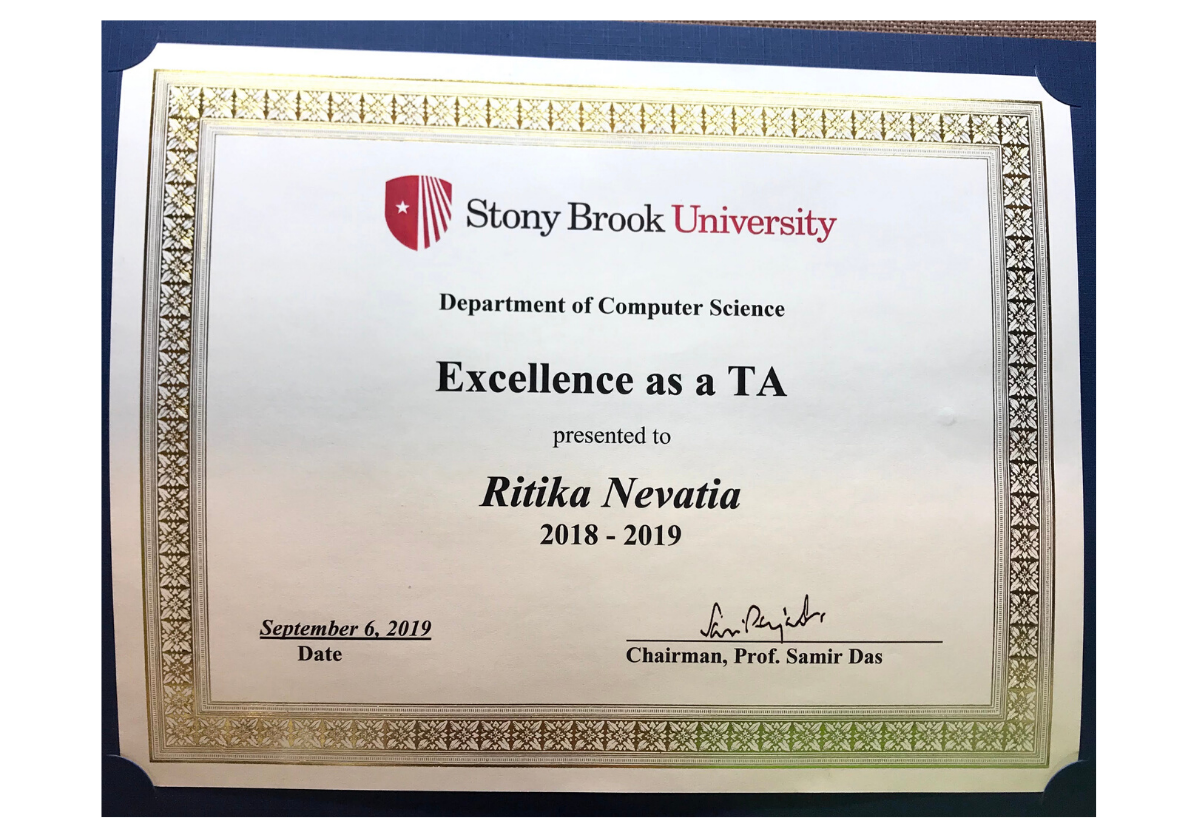 Stony Brook University
Department of Computer Science
Excellence as a TA
presented to
Ritika Nevatia
2018 - 2019
September 6, 2019
Date
Chairman, Prof. Samir Das